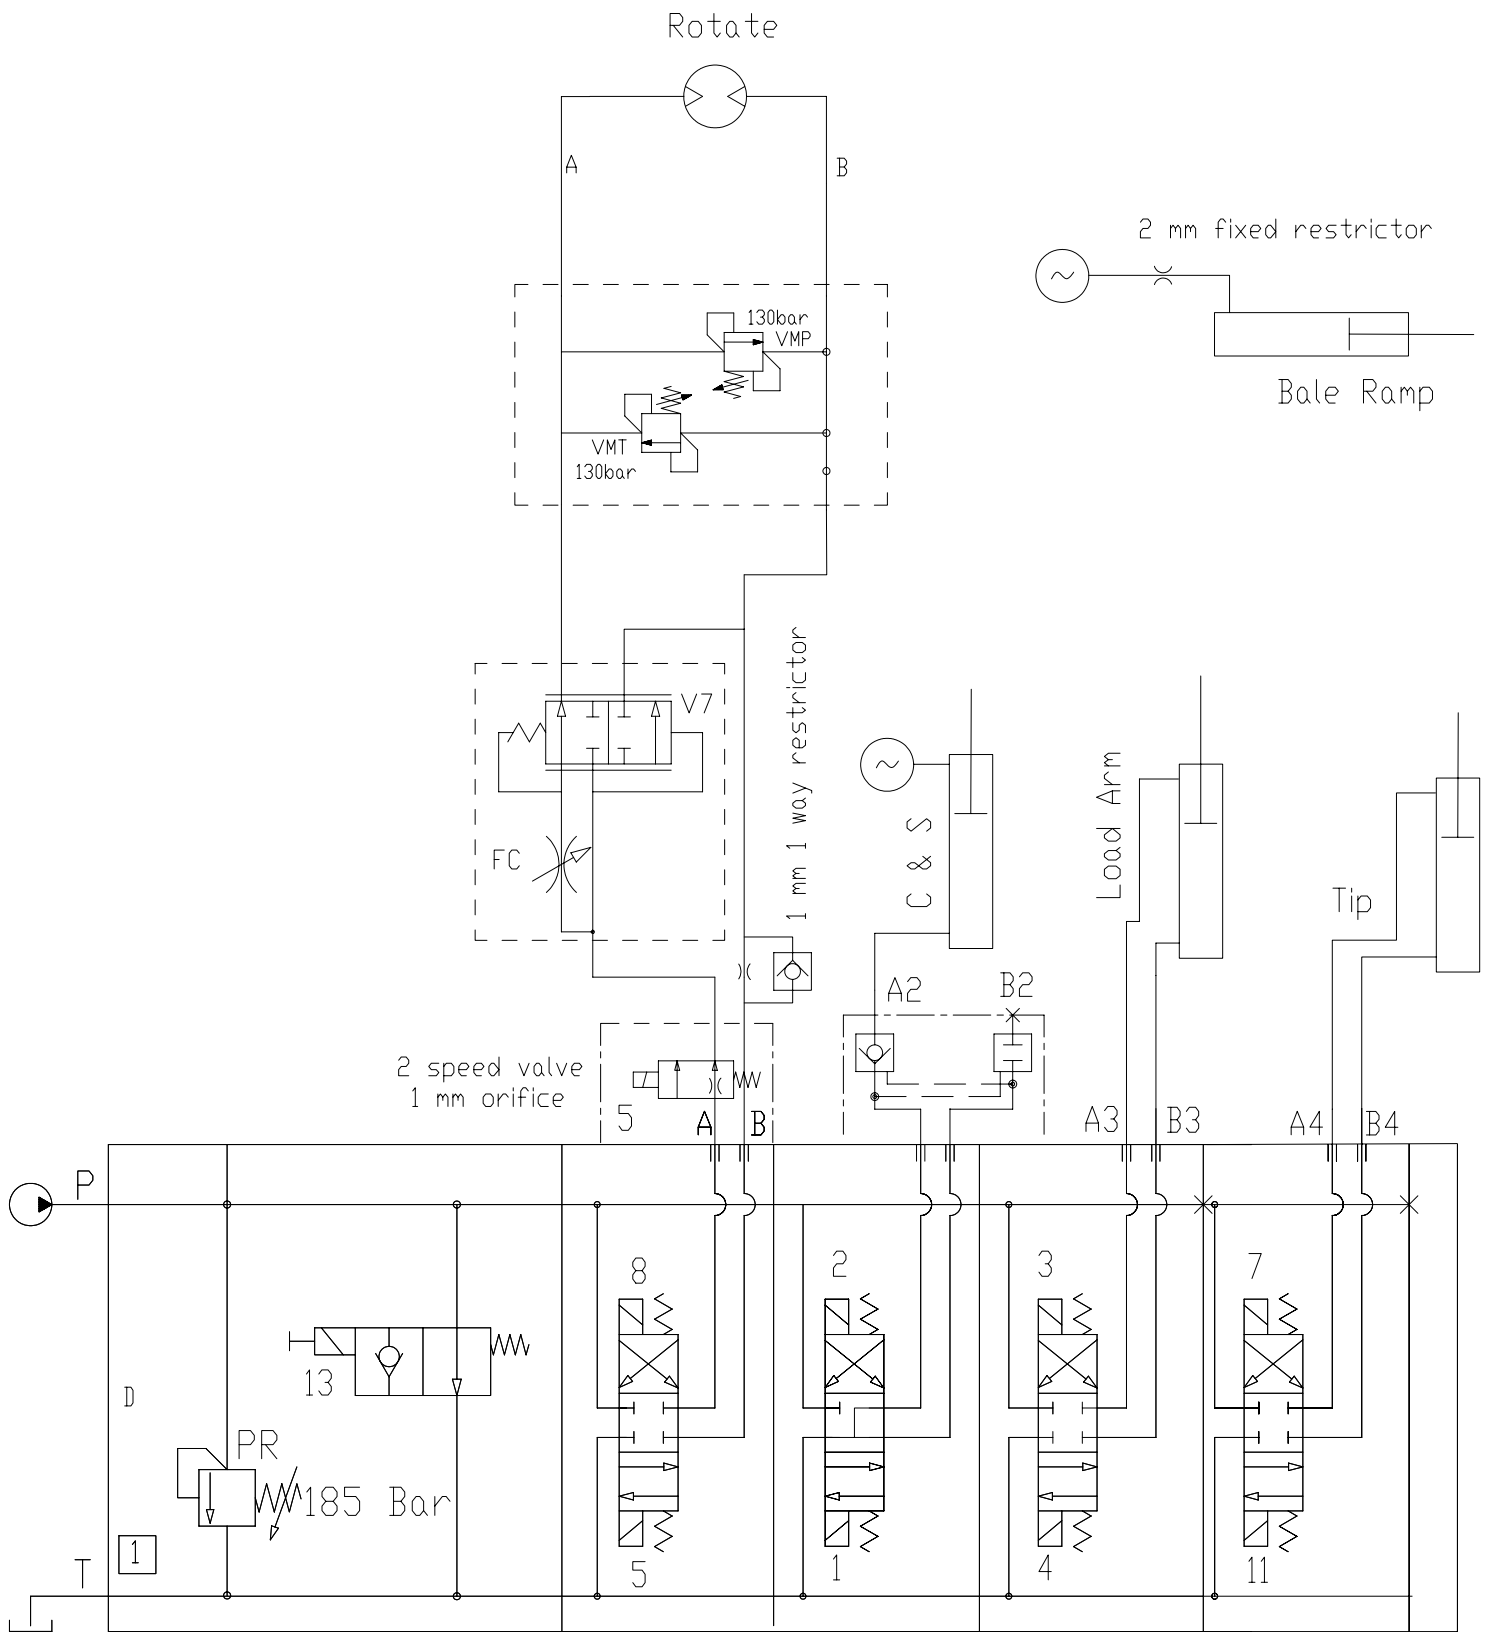 Rotate
A
B
2 mm fixed restrictor
~
Bale Ramp
130bar
VMP
VMT
130bar
1 mm 1 way restrictor
V7
FC
~
C & S
Load Arm
Tip
A2
B2
2 speed valve
1 mm orifice
5
A
B
A3
B3
A4
B4
P
8
2
3
7
13
D
PR
185 Bar
1
T
5
1
4
11